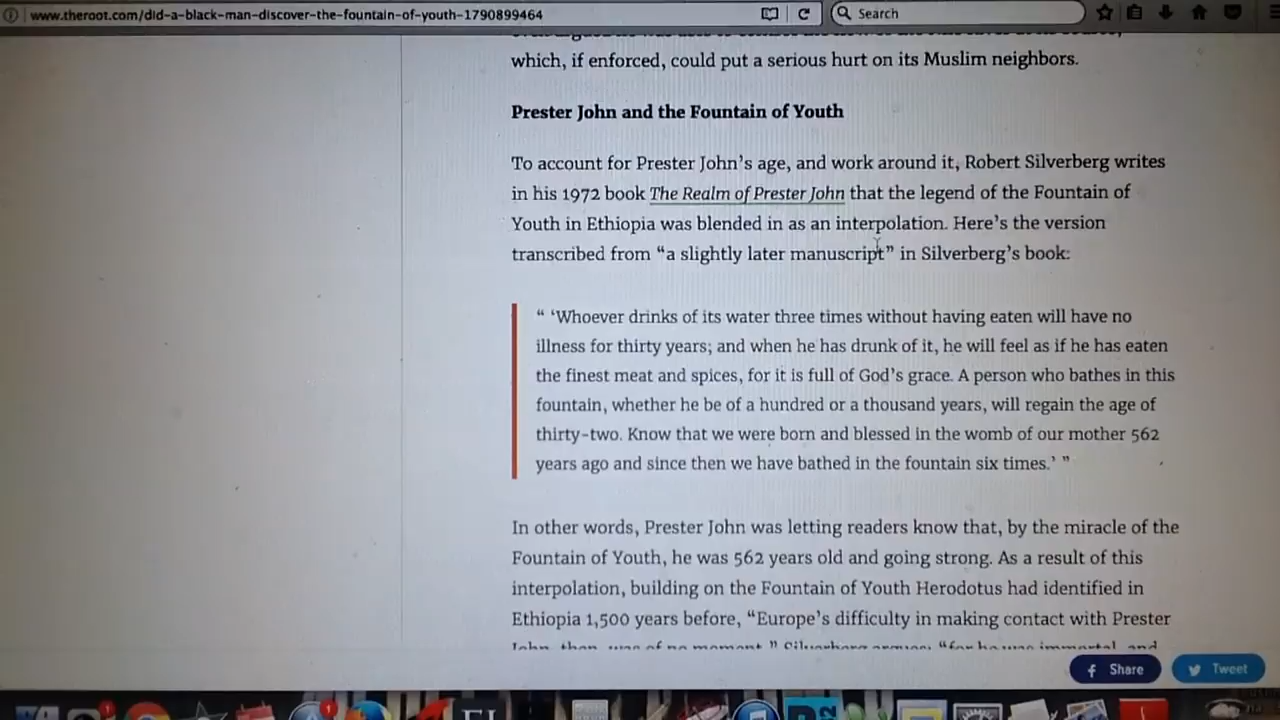 www.theroot.com/did-a-black-man-discover-the-fountain-of-youth-1790899464
Search
which, if enforced, could put a serious hurt on its Muslim neighbors.
Prester John and the Fountain of Youth
To account for Prester John's age, and work around it, Robert Silverberg writes
in his 1972 book The Realm of Prester John that the legend of the Fountain of
Youth in Ethiopia was blended in as an interpolation. Here's the version
transcribed from “a slightly later manuscript” in Silverberg's book:
“ ‘Whoever drinks of its water three times without having eaten will have no
illness for thirty years; and when he has drunk of it, he will feel as if he has eaten
the finest meat and spices, for it is full of God's grace. A person who bathes in this
fountain, whether he be of a hundred or a thousand years, will regain the age of
thirty-two. Know that we were born and blessed in the womb of our mother 562
years ago and since then we have bathed in the fountain six times.’ ”
In other words, Prester John was letting readers know that, by the miracle of the
Fountain of Youth, he was 562 years old and going strong. As a result of this
interpolation, building on the Fountain of Youth Herodotus had identified in
Ethiopia 1,500 years before, “Europe's difficulty in making contact with Prester
Share
Tweet